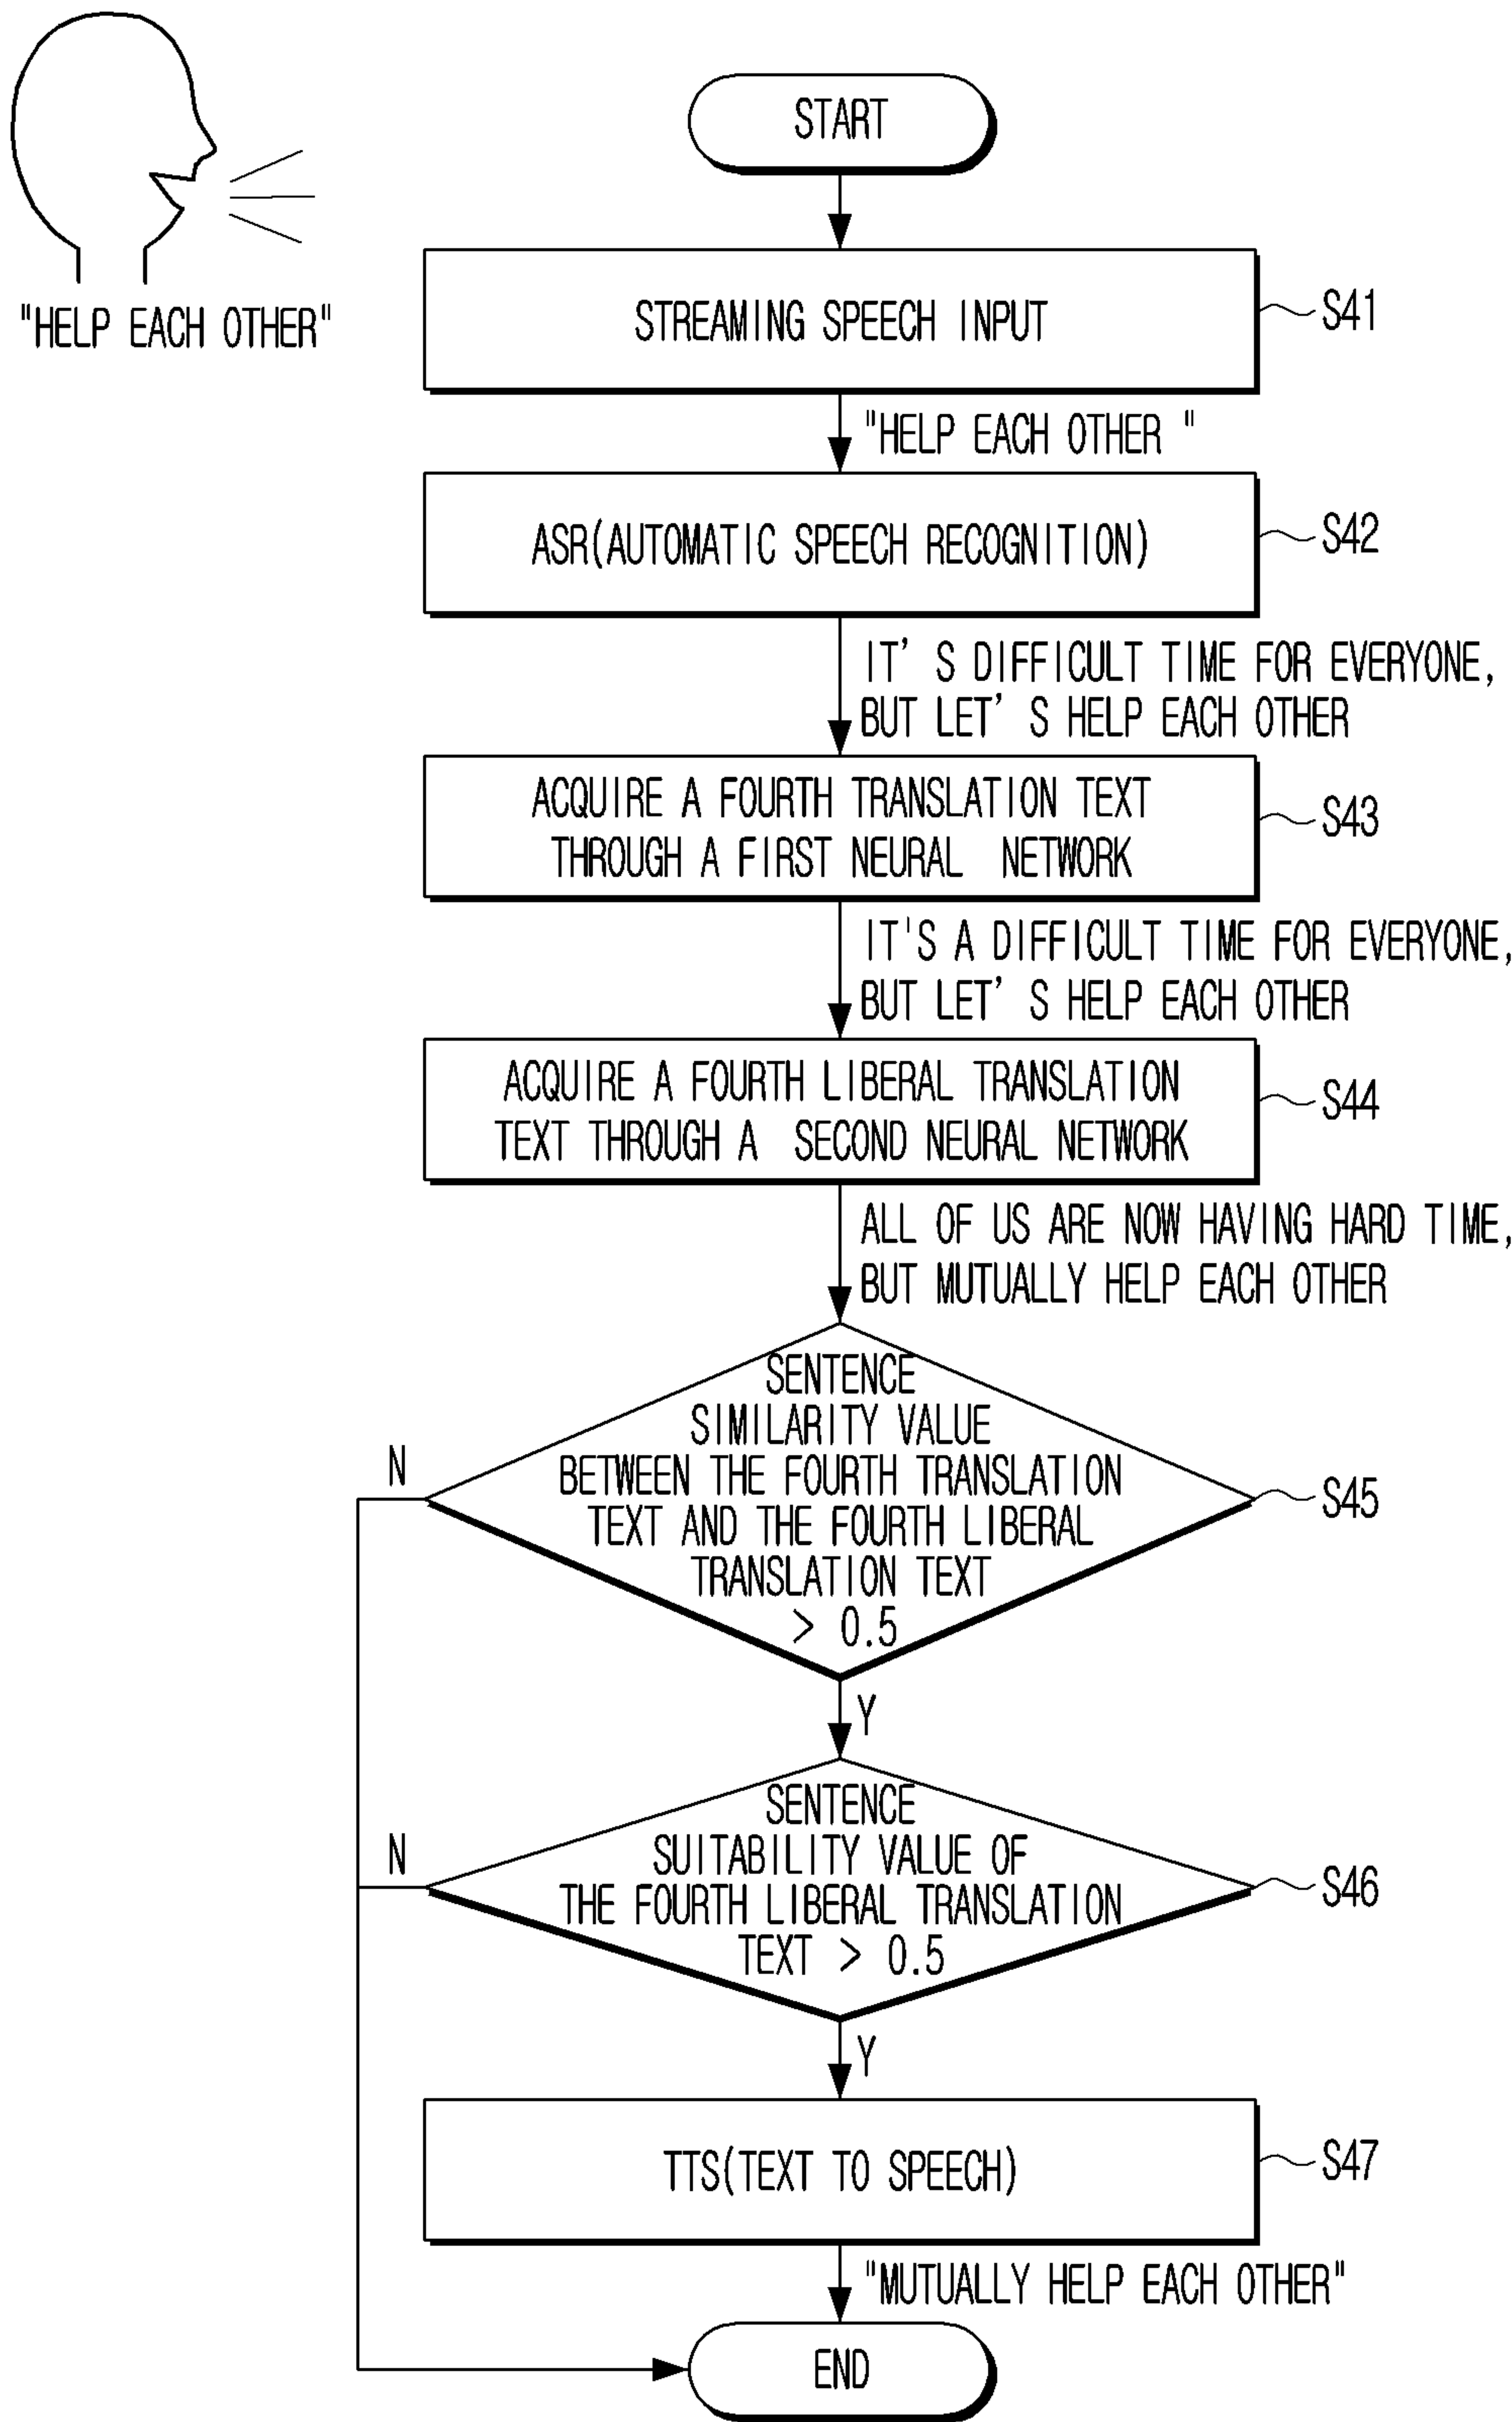 START
"HELP EACH OTHER"
STREAMING SPEECH INPUT
S41
"HELP EACH OTHER "
ASR(AUTOMATIC SPEECH RECOGNITION)
S42
IT' S DIFFICULT TIME FOR EVERYONE,
BUT LET' S HELP EACH OTHER
ACQUIRE A FOURTH TRANSLATION TEXT
THROUGH A FIRST NEURAL NETWORK
S43
IT'S A DIFFICULT TIME FOR EVERYONE,
BUT LET' S HELP EACH OTHER
ACQUIRE A FOURTH LIBERAL TRANSLATION
TEXT THROUGH A SECOND NEURAL NETWORK
S44
ALL OF US ARE NOW HAVING HARD TIME,
BUT MUTUALLY HELP EACH OTHER
SENTENCE
SIMILARITY VALUE
BETWEEN THE FOURTH TRANSLATION
TEXT AND THE FOURTH LIBERAL
TRANSLATION TEXT
> 0.5
N
S45
Y
SENTENCE
SUITABILITY VALUE OF
THE FOURTH LIBERAL TRANSLATION
TEXT > 0.5
N
S46
Y
TTS(TEXT TO SPEECH)
S47
"MUTUALLY HELP EACH OTHER"
END